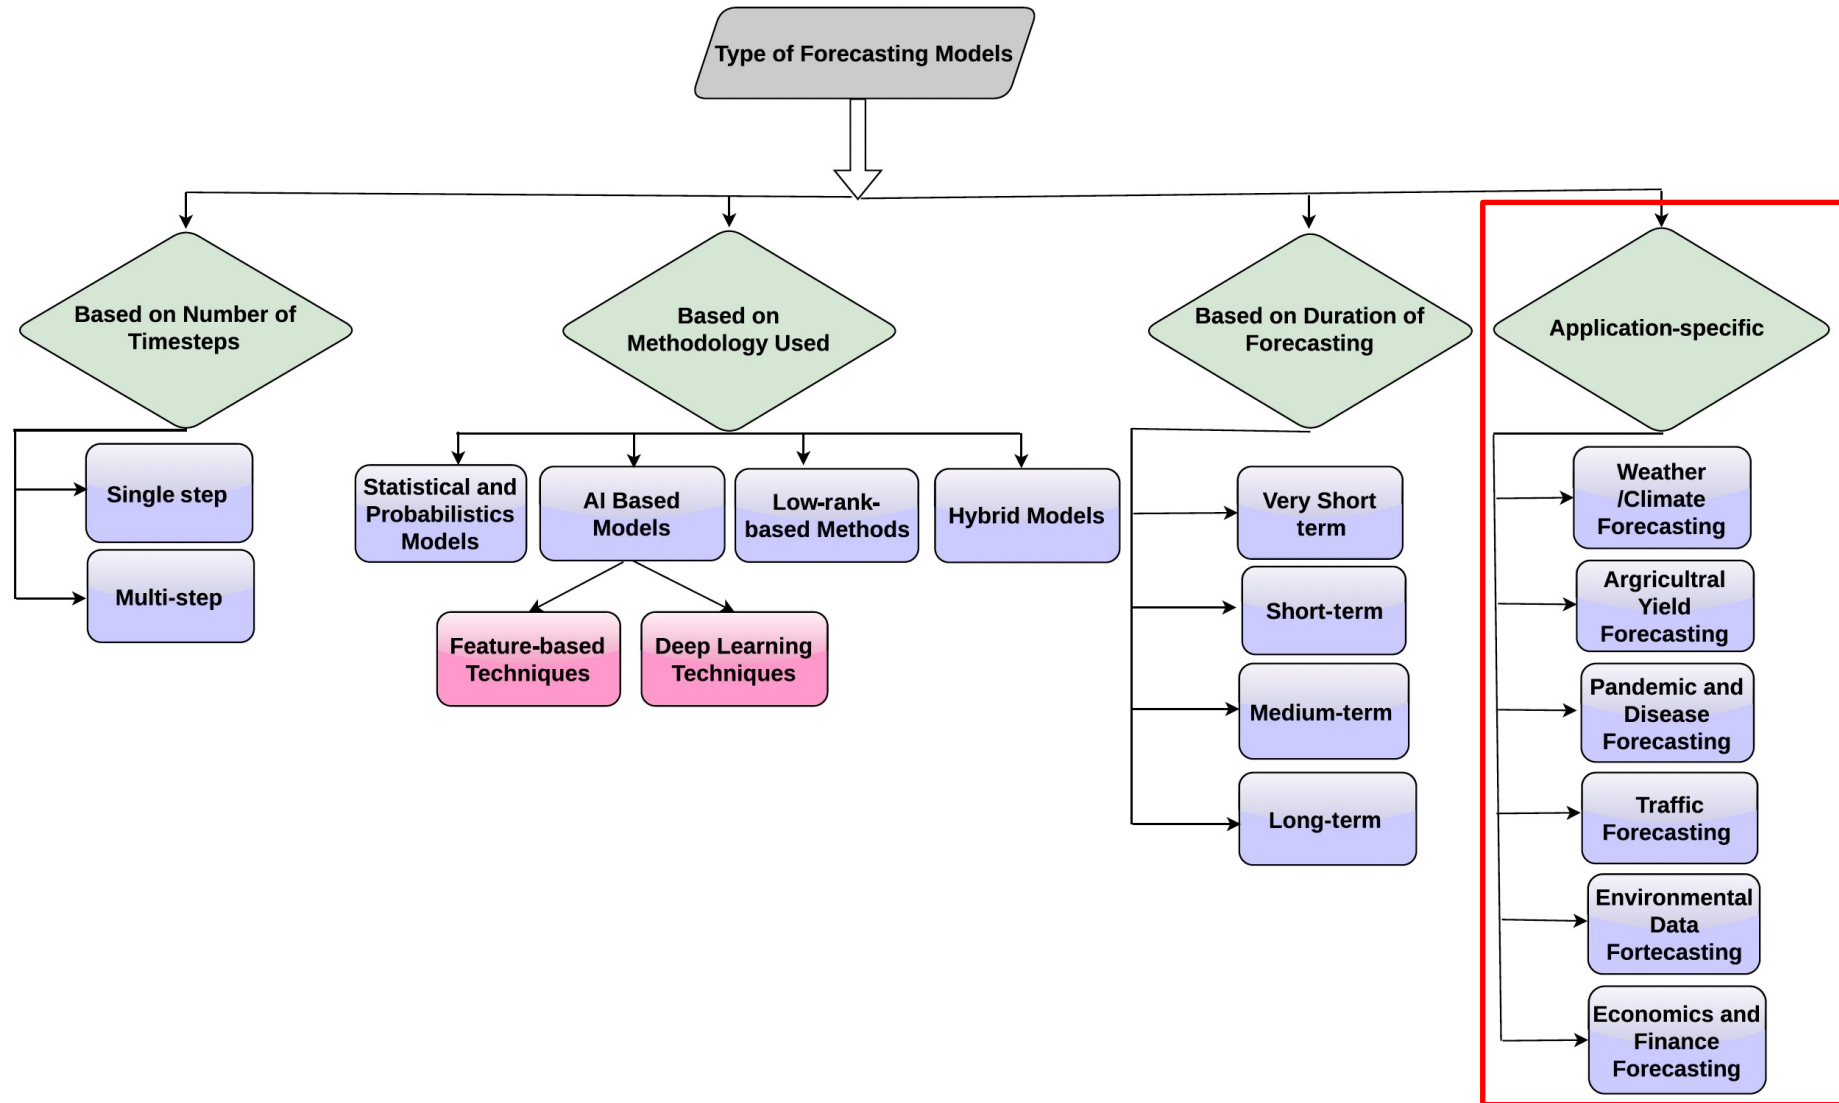 Type of Forecasting Models
Based on Number of
Timesteps
Based on
Methodology Used
Based on Duration of
Forecasting
Application-specific
Single step
Multi-step
Statistical and
Probabilistics
Models
AI Based
Models
Low-rank-
based Methods
Hybrid Models
Feature-based
Techniques
Deep Learning
Techniques
Very Short
term
Short-term
Medium-term
Long-term
Weather
/Climate
Forecasting
Argricultral
Yield
Forecasting
Pandemic and
Disease
Forecasting
Traffic
Forecasting
Environmental
Data
Fortecasting
Economics and
Finance
Forecasting